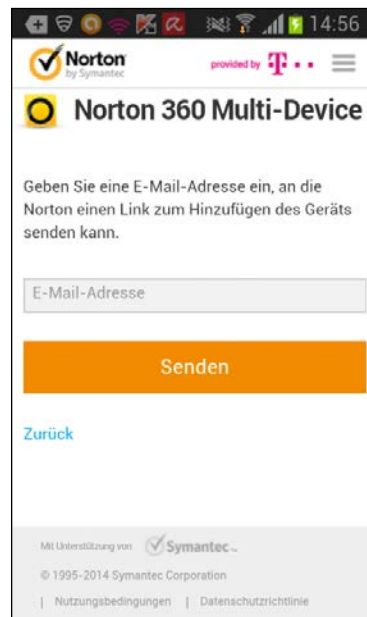 14:56
Norton
by Symantec
provided by T
Norton 360 Multi-Device
Geben Sie eine E-Mail-Adresse ein, an die
Norton einen Link zum Hinzufügen des Geräts
senden kann.
E-Mail-Adresse
Senden
Zurück
Mit Unterstützung von Symantec
© 1995-2014 Symantec Corporation
| Nutzungsbedingungen | Datenschutzrichtlinie